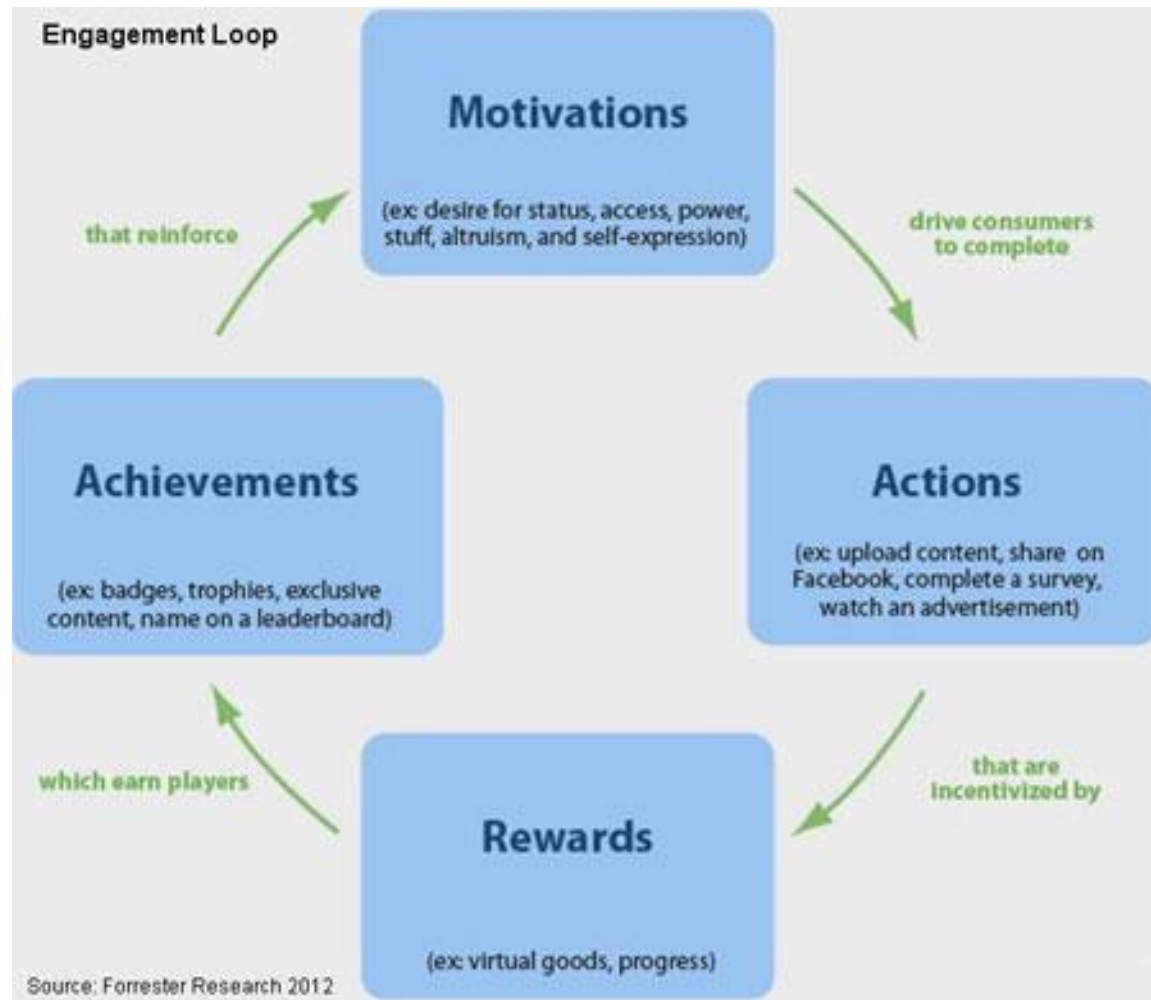 Engagement Loop
Motivations
(ex: desire for status, access, power,
stuff, altruism, and self-expression)
drive consumers
to complete
Actions
(ex: upload content, share on
Facebook, complete a survey,
watch an advertisement)
that are
incentivized by
Rewards
(ex: virtual goods, progress)
which earn players
Achievements
(ex: badges, trophies, exclusive
content, name on a leaderboard)
that reinforce
Source: Forrester Research 2012